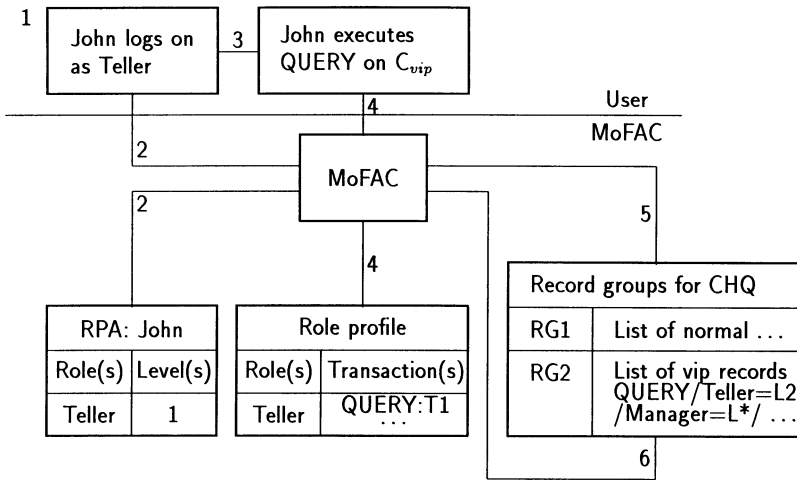 1
John logs on
as Teller
3
John executes
QUERY on Cvip
4
User
MoFAC
2
MoFAC
2
5
4
RPA: John
Role(s) Level(s)
Teller 1
Role profile
Role(s) Transaction(s)
Teller QUERY:T1
...
Record groups for CHQ
RG1 List of normal ...
RG2 List of vip records
QUERY/Teller=L2
/Manager=L*/ ...
6